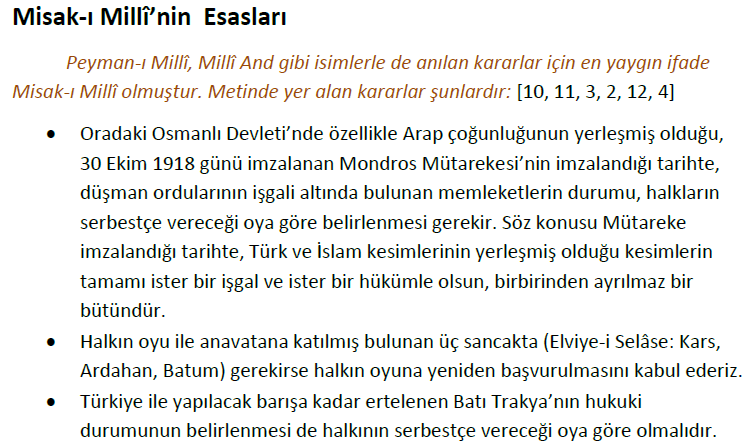 Misak-ı Millî’nin  Esasları
Peyman-ı Millî, Millî And gibi isimlerle de anılan kararlar için en yaygın ifade
Misak-ı Millî olmuştur. Metinde yer alan kararlar şunlardır: [10, 11, 3, 2, 12, 4]
• Oradaki Osmanlı Devleti’nde özellikle Arap çoğunluğunun yerleşmiş olduğu,
30 Ekim 1918 günü imzalanan Mondros Mütarekesi’nin imzalandığı tarihte,
düşman ordularının işgali altında bulunan memleketlerin durumu, halkların
serbestçe vereceği oya göre belirlenmesi gerekir. Söz konusu Mütareke
imzalandığı tarihte, Türk ve İslam kesimlerinin yerleşmiş olduğu kesimlerin
tamamı ister bir işgal ve ister bir hükümle olsun, birbirinden ayrılmaz bir
bütündür.
• Halkın oyu ile anavatana katılmış bulunan üç sancakta (Elviye-i Selâse: Kars,
Ardahan, Batum) gerekirse halkın oyuna yeniden başvurulmasını kabul ederiz.
• Türkiye ile yapılacak barışa kadar ertelenen Batı Trakya’nın hukuki
durumunun belirlenmesi de halkının serbestçe vereceği oya göre olmalıdır.